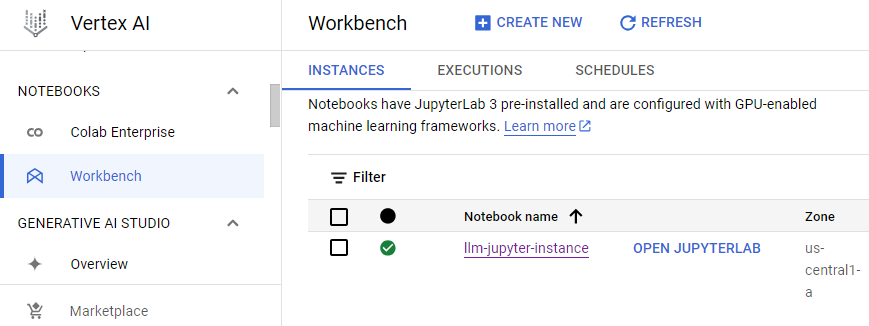 Vertex AI
Workbench
CREATE NEW
REFRESH
NOTEBOOKS
Colab Enterprise
Workbench
GENERATIVE AI STUDIO
Overview
Marketplace
INSTANCES
EXECUTIONS
SCHEDULES
Notebooks have JupyterLab 3 pre-installed and are configured with GPU-enabled
machine learning frameworks. Learn more
Filter
Notebook name
Zone
llm-jupyter-instance
OPEN JUPYTERLAB
us-
central1-
a